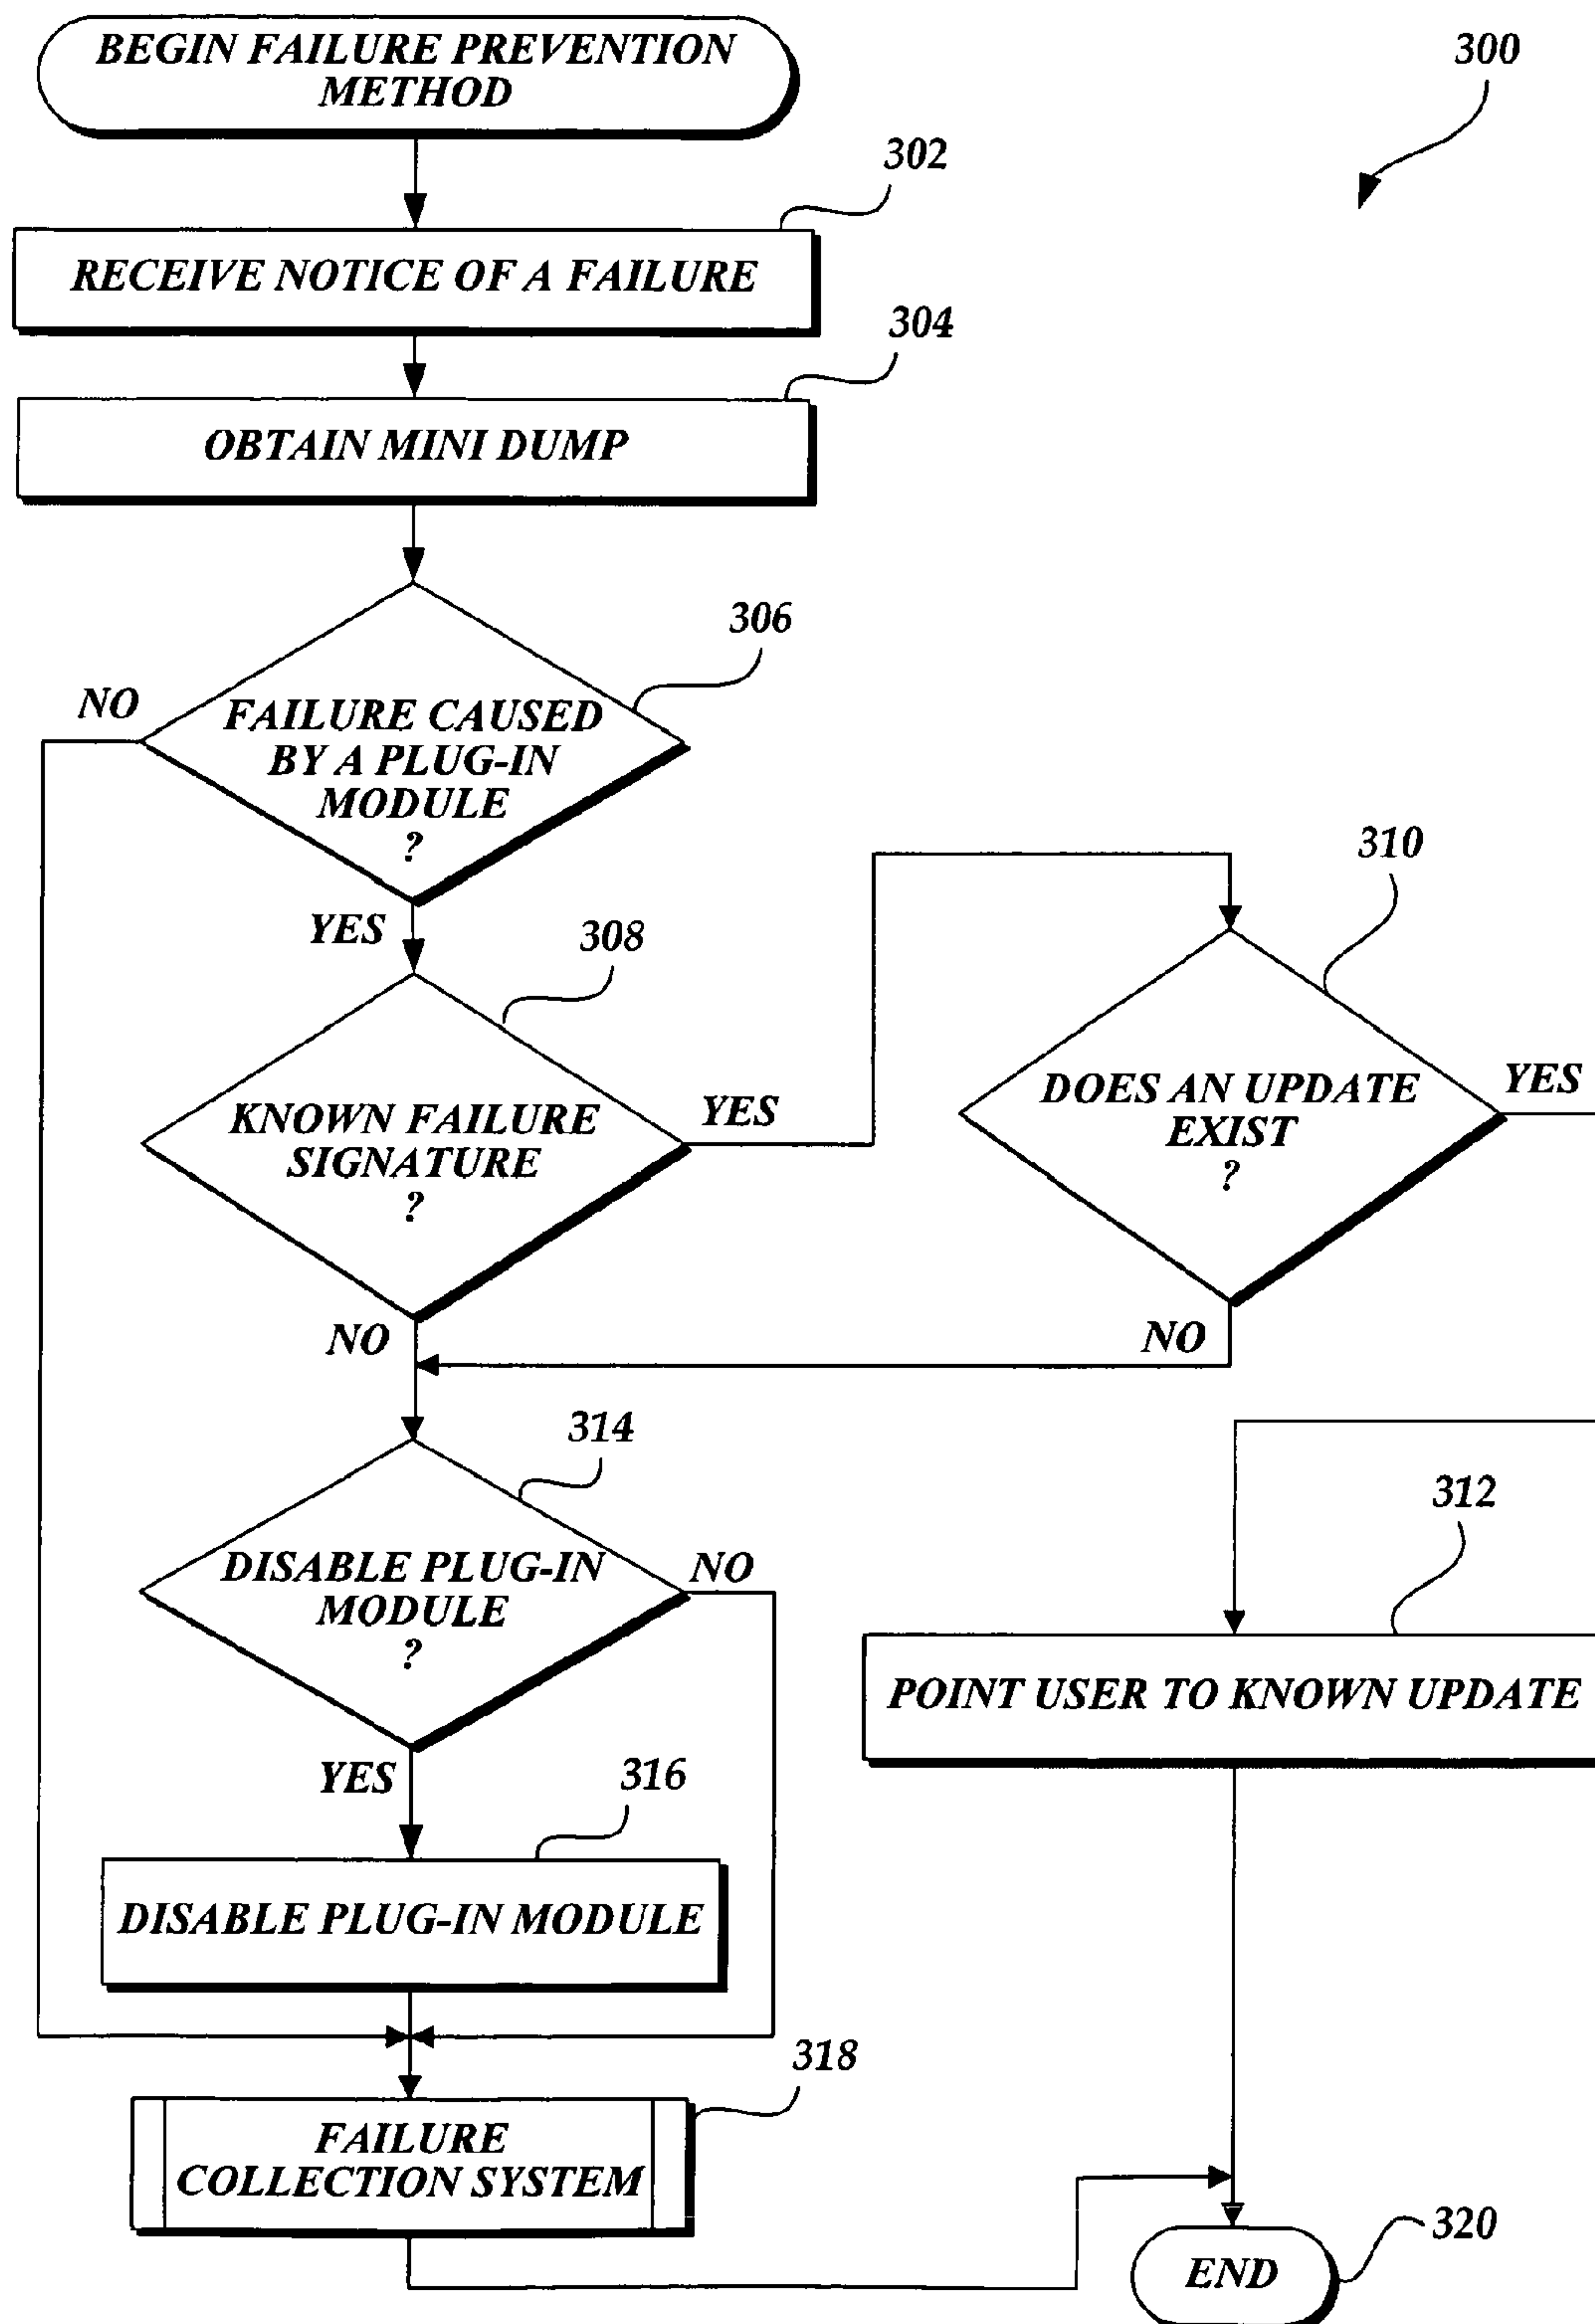 BEGIN FAILURE PREVENTION
METHOD
300
302
RECEIVE NOTICE OF A FAILURE
304
OBTAIN MINI DUMP
306
NO
FAILURE CAUSED
BY A PLUG-IN
MODULE
?
YES
308
310
KNOWN FAILURE
SIGNATURE
?
YES
DOES AN UPDATE
EXIST
?
YES
NO
NO
314
312
DISABLE PLUG-IN
MODULE
?
NO
POINT USER TO KNOWN UPDATE
YES
316
DISABLE PLUG-IN MODULE
318
FAILURE
COLLECTION SYSTEM
320
END